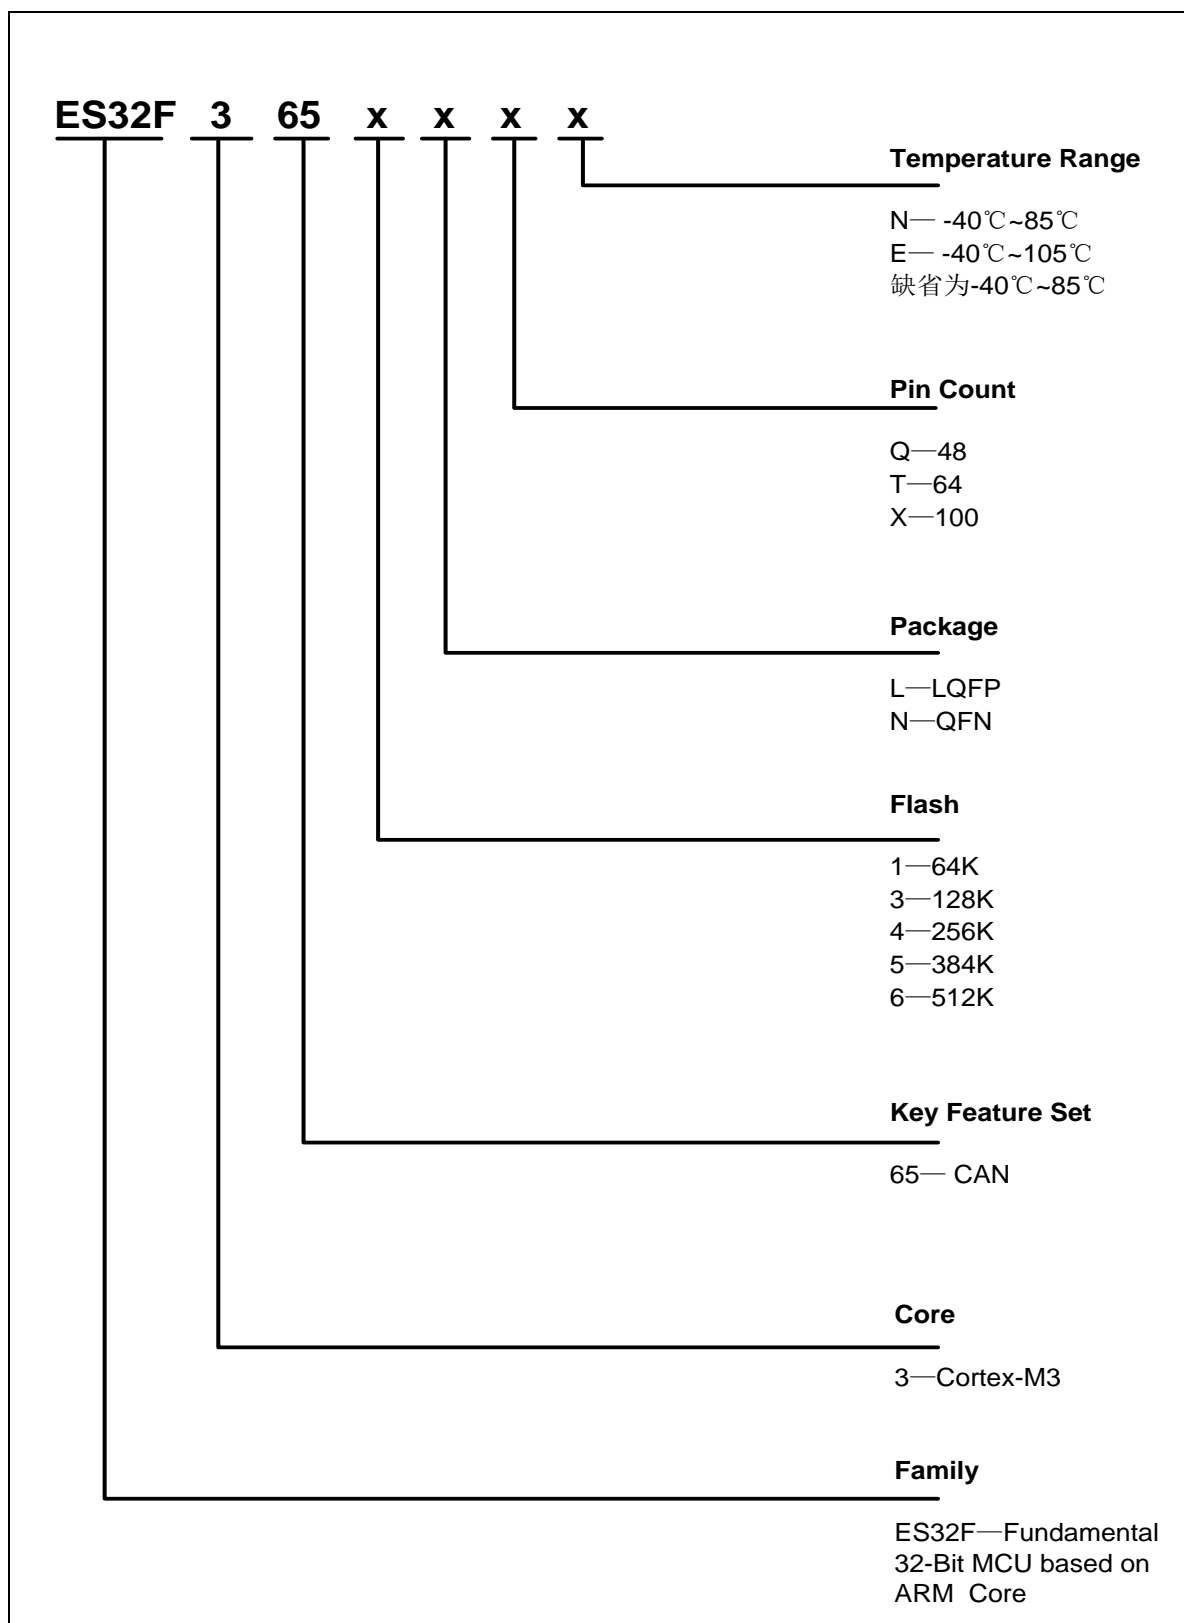 ES32F 3 65 x x x x
Temperature Range
N— -40℃~85℃
E— -40℃~105℃
缺省为-40℃~85℃
Pin Count
Q—48
T—64
X—100
Package
L—LQFP
N—QFN
Flash
1—64K
3—128K
4—256K
5—384K
6—512K
Key Feature Set
65— CAN
Core
3—Cortex-M3
Family
ES32F—Fundamental
32-Bit MCU based on
ARM Core